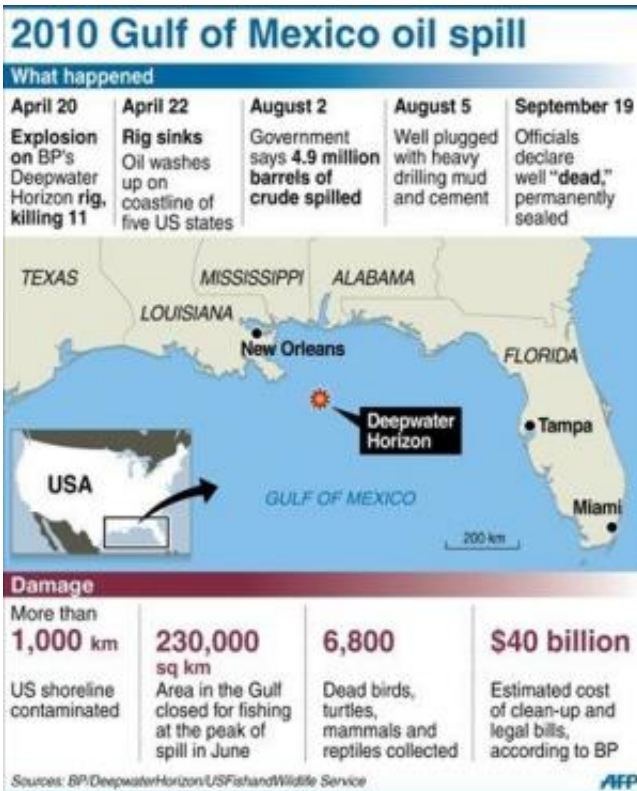 2010 Gulf of Mexico oil spill
What happened
April 20
Explosion
on BP's
Deepwater
Horizon rig,
killing 11
April 22
Rig sinks
Oil washes
up on
coastline of
five US states
August 2
Government
says 4.9 million
barrels of
crude spilled
August 5
Well plugged
with heavy
drilling mud
and cement
September 19
Officials
declare
well "dead,"
permanently
sealed
TEXAS
MISSISSIPPI
ALABAMA
LOUISIANA
New Orleans
FLORIDA
Deepwater
Horizon
Tampa
USA
GULF OF MEXICO
Miami
200 km
Damage
More than
1,000 km
US shoreline
contaminated
230,000
sq km
Area in the Gulf
closed for fishing
at the peak of
spill in June
6,800
Dead birds,
turtles,
mammals and
reptiles collected
$40 billion
Estimated cost
of clean-up and
legal bills,
according to BP
Sources: BP/DeepwaterHorizon/USFishandWildlife Service
AFP